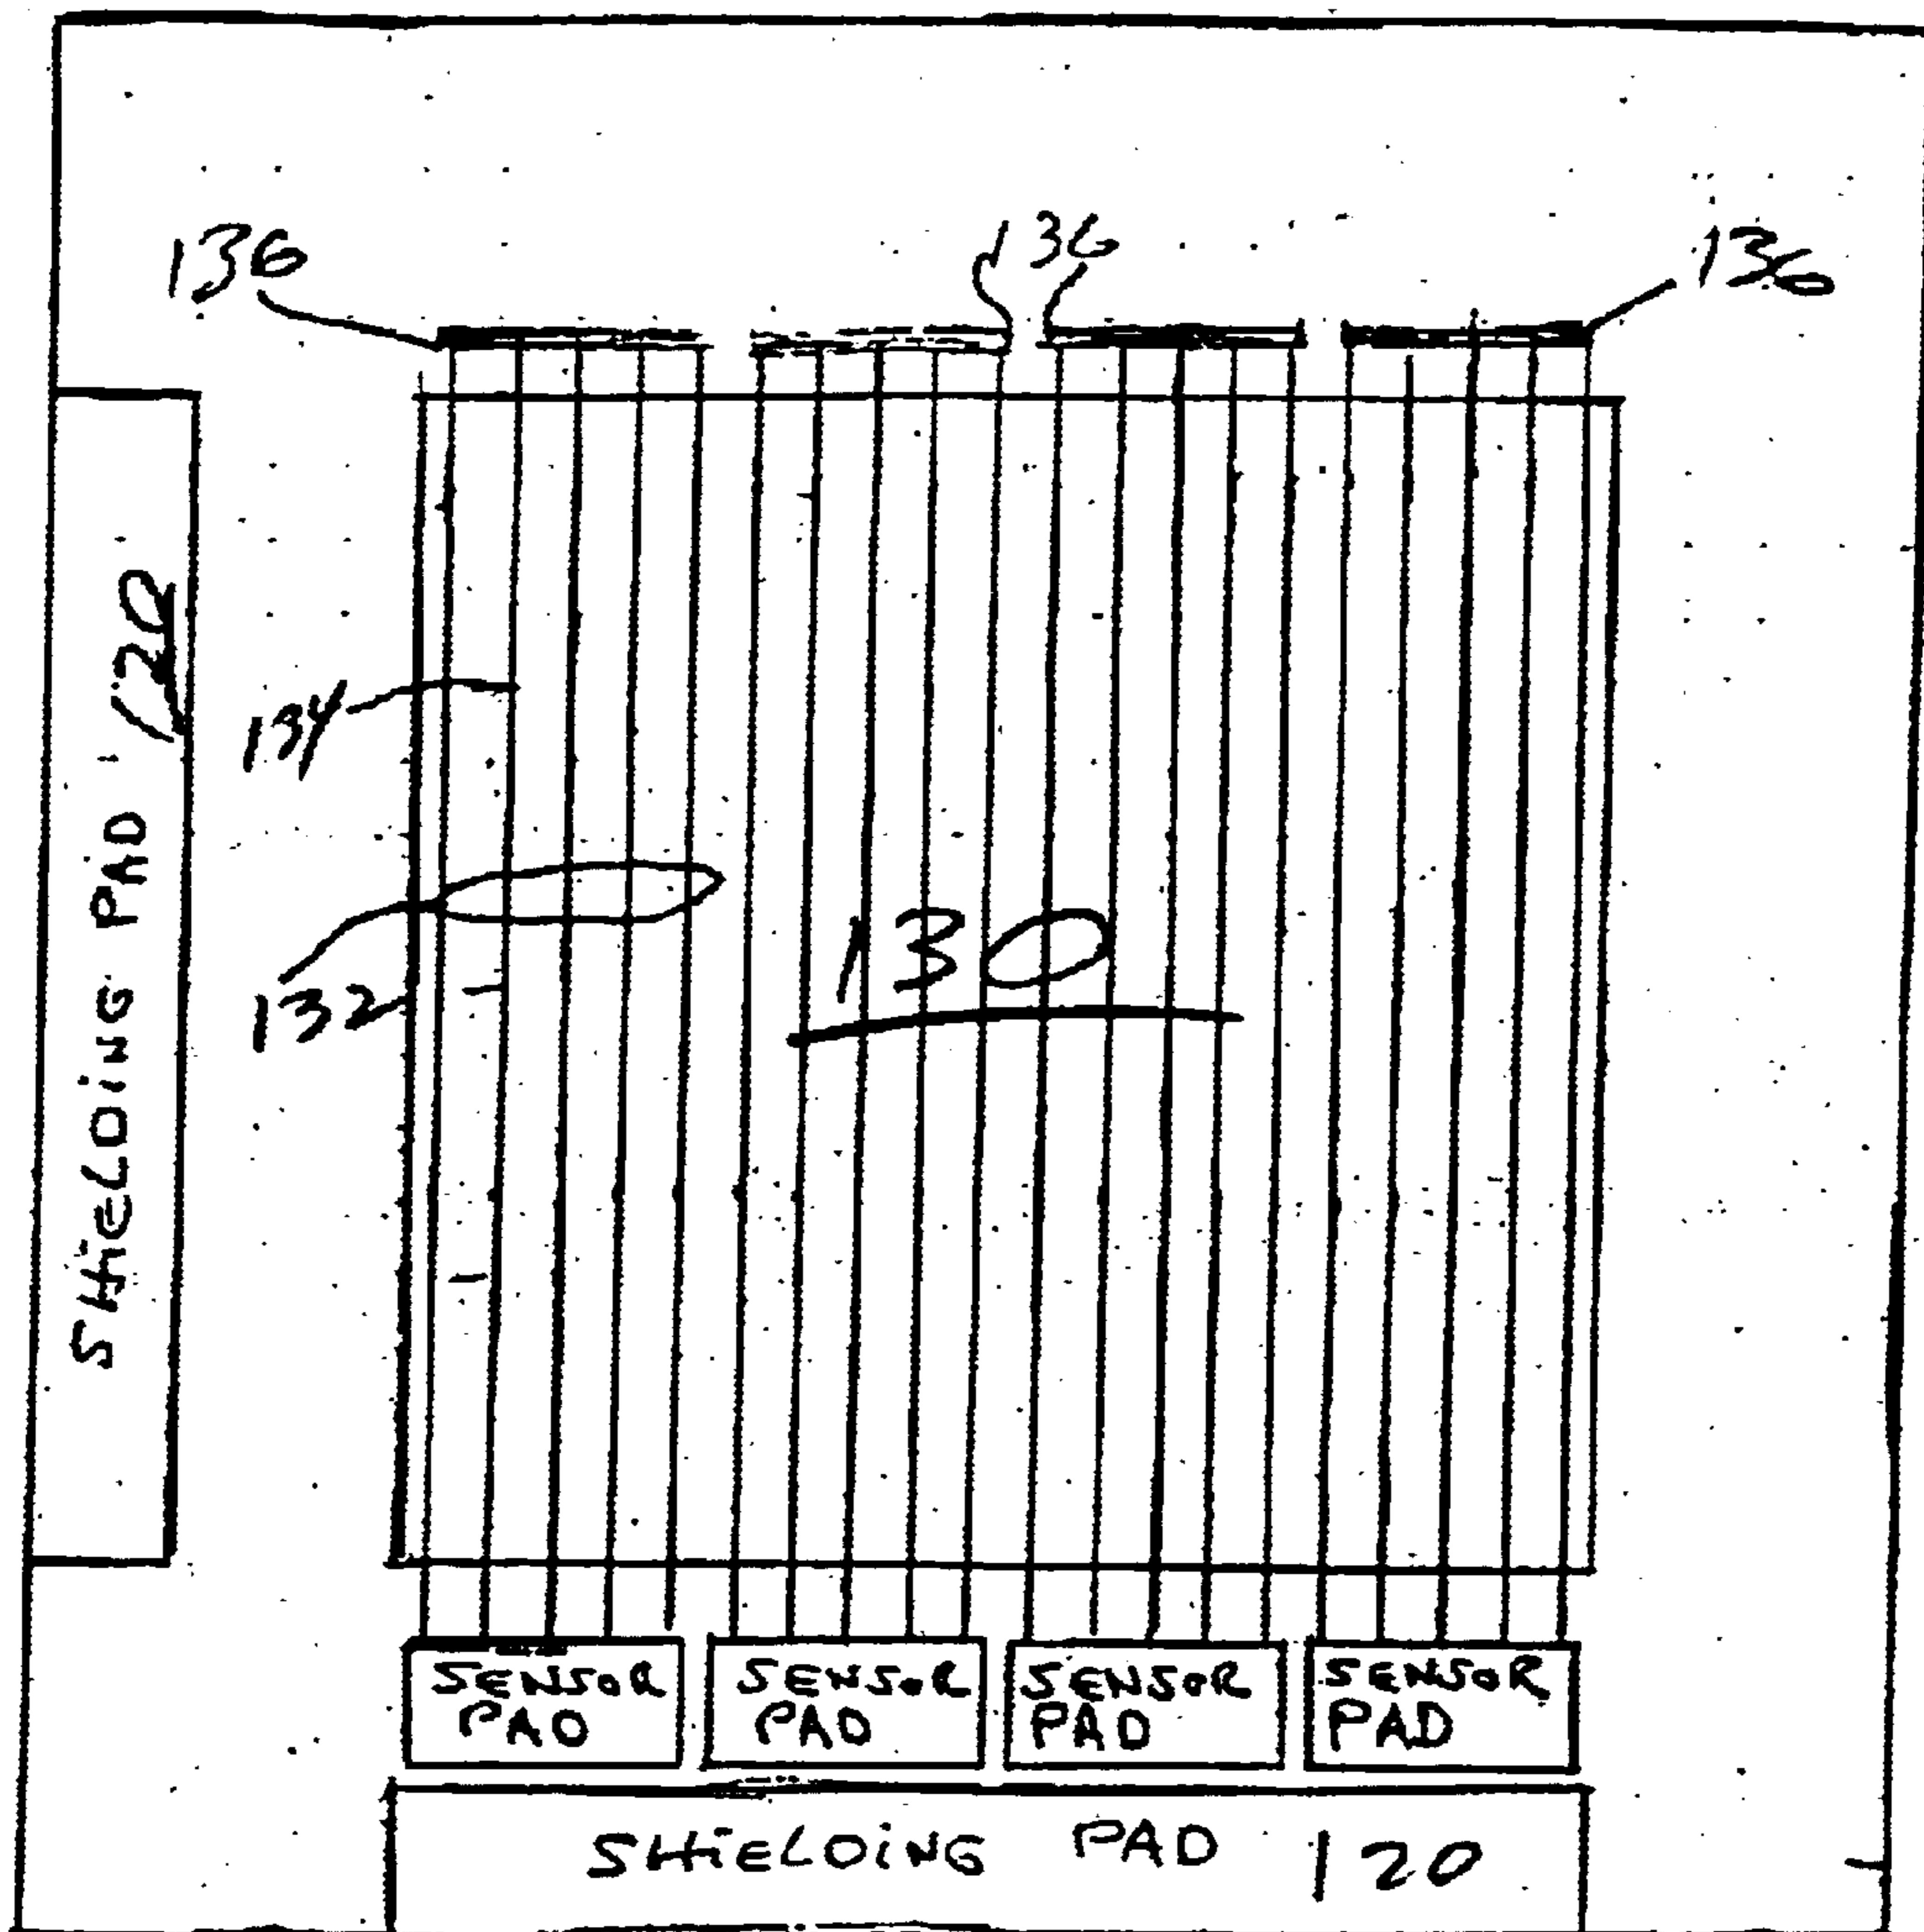 136
136
136
SHiELDiNG PAD 120
134
132
130
SENSOR PAD
SENSOR PAD
SENSOR PAD
SENSOR PAD
SHiELDiNG PAD 120